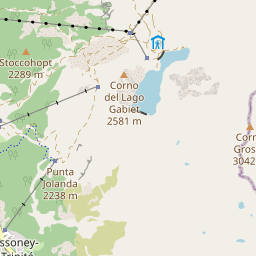 Stoccohopt
2289 m
Corno
del Lago
Gabiet
2581 m
Corn
Gros
3042
Punta
Jolanda
2238 m
ssoney-
Trinité